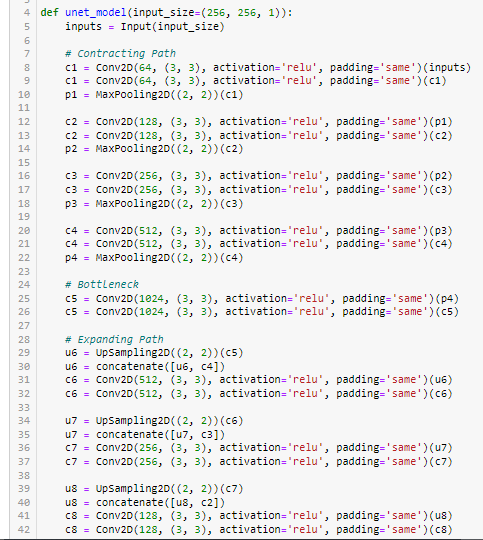 3
4 def unet_model(input_size=(256, 256, 1)):
5     inputs = Input(input_size)
6
7     # Contracting Path
8     c1 = Conv2D(64, (3, 3), activation='relu', padding='same')(inputs)
9     c1 = Conv2D(64, (3, 3), activation='relu', padding='same')(c1)
10     p1 = MaxPooling2D((2, 2))(c1)
11
12     c2 = Conv2D(128, (3, 3), activation='relu', padding='same')(p1)
13     c2 = Conv2D(128, (3, 3), activation='relu', padding='same')(c2)
14     p2 = MaxPooling2D((2, 2))(c2)
15
16     c3 = Conv2D(256, (3, 3), activation='relu', padding='same')(p2)
17     c3 = Conv2D(256, (3, 3), activation='relu', padding='same')(c3)
18     p3 = MaxPooling2D((2, 2))(c3)
19
20     c4 = Conv2D(512, (3, 3), activation='relu', padding='same')(p3)
21     c4 = Conv2D(512, (3, 3), activation='relu', padding='same')(c4)
22     p4 = MaxPooling2D((2, 2))(c4)
23
24     # Bottleneck
25     c5 = Conv2D(1024, (3, 3), activation='relu', padding='same')(p4)
26     c5 = Conv2D(1024, (3, 3), activation='relu', padding='same')(c5)
27
28     # Expanding Path
29     u6 = UpSampling2D((2, 2))(c5)
30     u6 = concatenate([u6, c4])
31     c6 = Conv2D(512, (3, 3), activation='relu', padding='same')(u6)
32     c6 = Conv2D(512, (3, 3), activation='relu', padding='same')(c6)
33
34     u7 = UpSampling2D((2, 2))(c6)
35     u7 = concatenate([u7, c3])
36     c7 = Conv2D(256, (3, 3), activation='relu', padding='same')(u7)
37     c7 = Conv2D(256, (3, 3), activation='relu', padding='same')(c7)
38
39     u8 = UpSampling2D((2, 2))(c7)
40     u8 = concatenate([u8, c2])
41     c8 = Conv2D(128, (3, 3), activation='relu', padding='same')(u8)
42     c8 = Conv2D(128, (3, 3), activation='relu', padding='same')(c8)